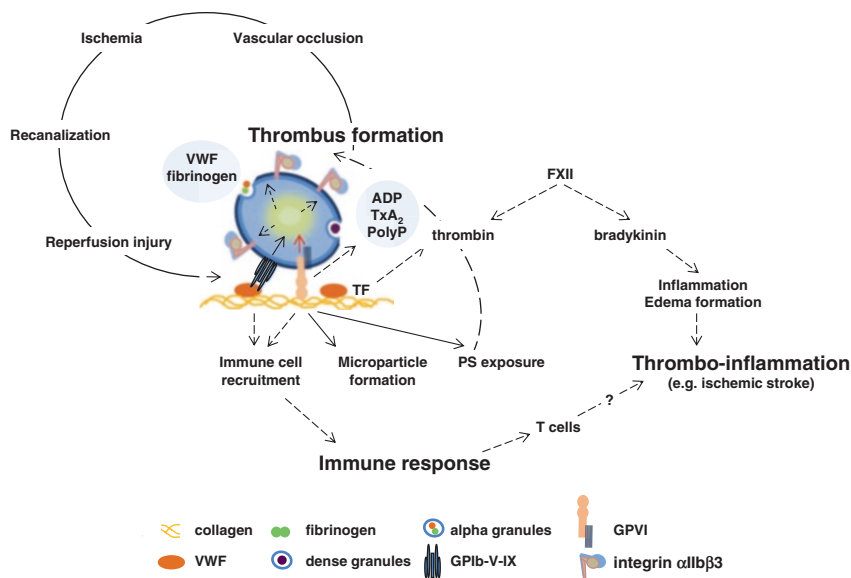 Ischemia
Vascular occlusion
Recanalization
Thrombus formation
VWF
fibrinogen
ADP
TxA₂
PolyP
FXII
thrombin
bradykinin
Reperfusion injury
Inflammation
Edema formation
TF
Immune cell
recruitment
Microparticle
formation
PS exposure
Thrombo-inflammation
(e.g. ischemic stroke)
?
T cells
Immune response
collagen
fibrinogen
alpha granules
GPVI
VWF
dense granules
GPIb-V-IX
integrin αIIbβ3